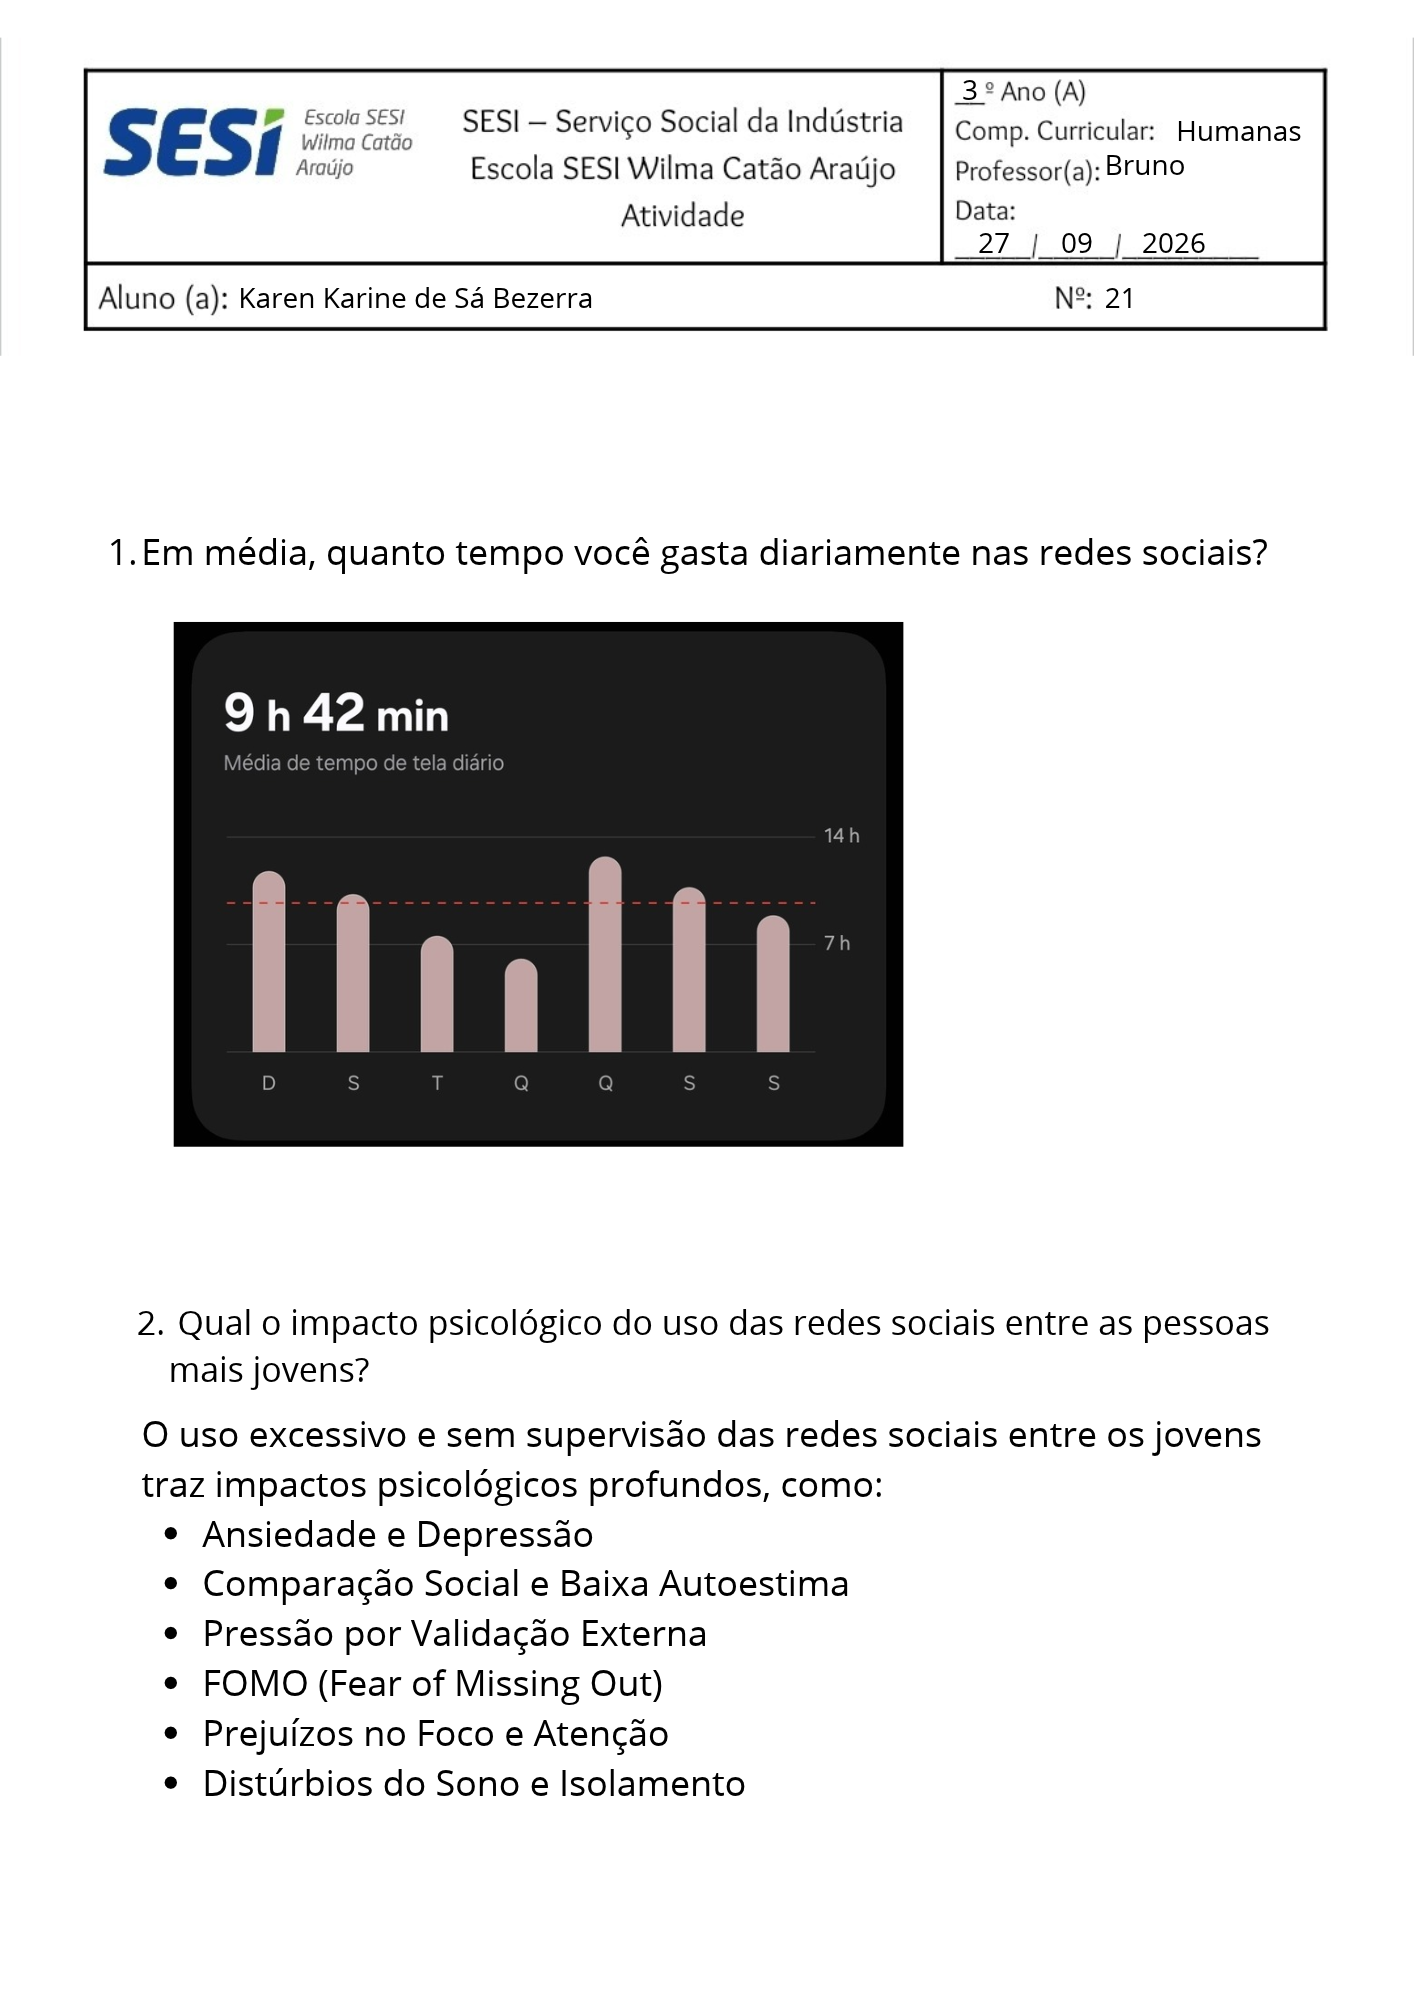 SESI
Escola SESI
Wilma Catão
Araújo
SESI – Serviço Social da Indústria
Escola SESI Wilma Catão Araújo
Atividade
3º Ano (A)
Comp. Curricular: Humanas
Professor(a): Bruno
Data:
27 / 09 / 2026
Aluno (a): Karen Karine de Sá Bezerra Nº: 21
1. Em média, quanto tempo você gasta diariamente nas redes sociais?
9 h 42 min
Média de tempo de tela diário
14 h
7 h
D S T Q Q S S
2. Qual o impacto psicológico do uso das redes sociais entre as pessoas
mais jovens?
O uso excessivo e sem supervisão das redes sociais entre os jovens
traz impactos psicológicos profundos, como:
• Ansiedade e Depressão
• Comparação Social e Baixa Autoestima
• Pressão por Validação Externa
• FOMO (Fear of Missing Out)
• Prejuízos no Foco e Atenção
• Distúrbios do Sono e Isolamento